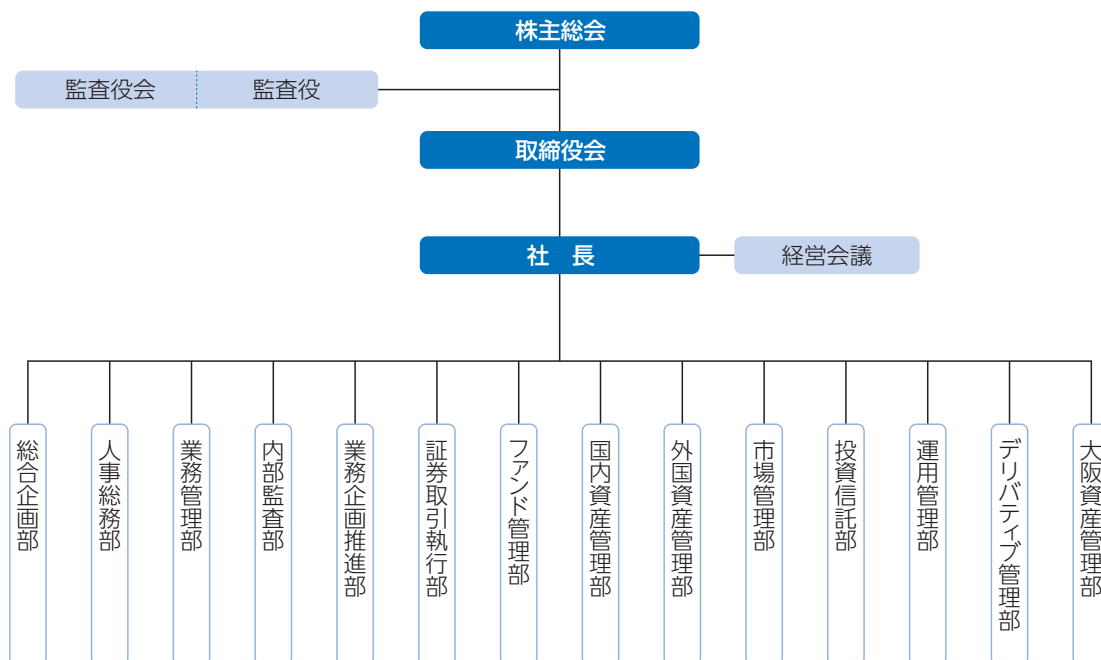 株主総会
監査役会
監査役
取締役会
社　長
経営会議
総合企画部
人事総務部
業務管理部
内部監査部
業務企画推進部
証券取引執行部
ファンド管理部
国内資産管理部
外国資産管理部
市場管理部
投資信託部
運用管理部
デリバティブ管理部
大阪資産管理部